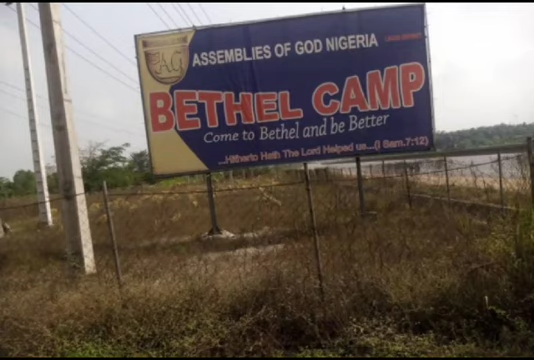 AG
ASSEMBLIES OF GOD NIGERIA
BETHEL CAMP
Come to Bethel and be Better
...Hitherto Hath The Lord Helped us...(I Sam.7:12)